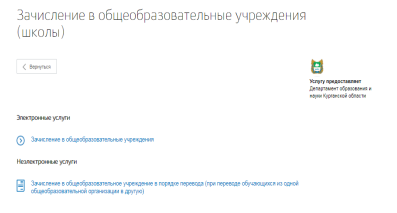 Зачисление в общеобразовательные учреждения
(школы)
Вернуться
Услугу предоставляет
Департамент образования и
науки Курганской области
Электронные услуги
Зачисление в общеобразовательные учреждения
Неэлектронные услуги
Зачисление в общеобразовательное учреждение в порядке перевода (при переводе обучающихся из одной
общеобразовательной организации в другую)